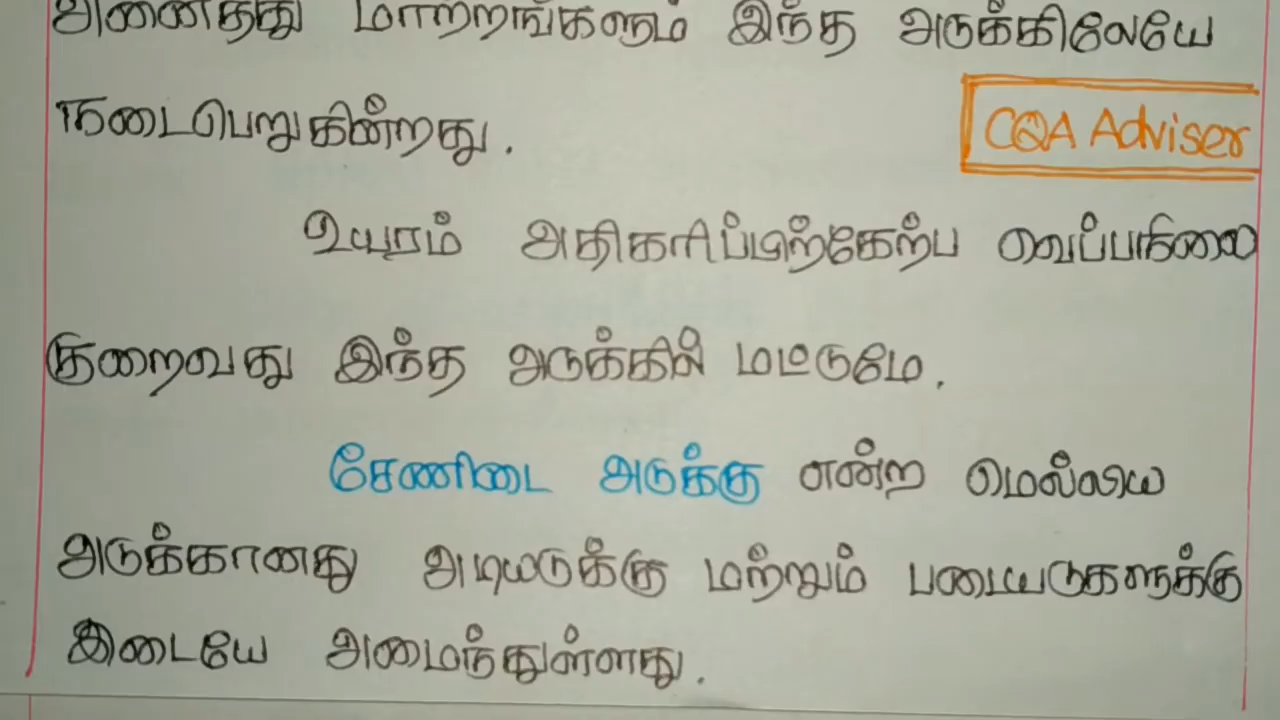 அனைத்து மாற்றங்களும் இந்த அடுக்கிலேயே
நடைபெறுகின்றது.
CQA Adviser
உயரம் அதிகரிப்பிற்கேற்ப வெப்பநிலை
குறைவது இந்த அடுக்கில் மட்டுமே.
சேணிடை அடுக்கு என்ற மெல்லிய
அடுக்கானது அடியடுக்கு மற்றும் படையடுகளுக்கு
இடையே அமைந்துள்ளது.